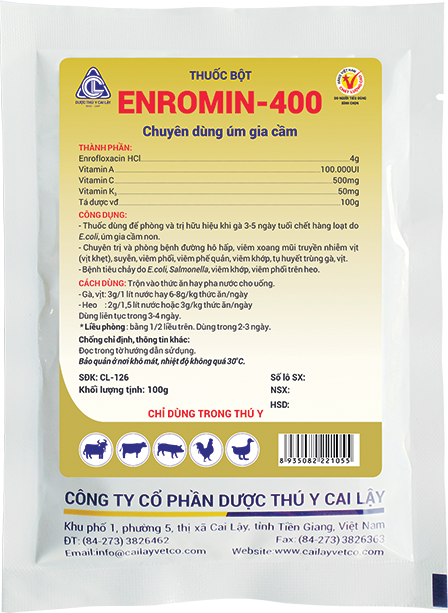 DƯỢC THÚ Y CAI LẬY
THUỐC BỘT
ENROMIN-400
Chuyên dùng úm gia cầm
THÀNH PHẦN:
Enrofloxacin HCl 4g
Vitamin A 100.000UI
Vitamin C 500mg
Vitamin K3 50mg
Tá dược vđ 100g
CÔNG DỤNG:
- Thuốc dùng để phòng và trị hữu hiệu khi gà 3-5 ngày tuổi chết hàng loạt do
E.coli, úm gia cầm non.
- Chuyên trị và phòng bệnh đường hô hấp, viêm xoang mũi truyền nhiễm vịt
(vịt khẹt), suyễn, viêm phổi, viêm phế quản, viêm khớp, tụ huyết trùng gà, vịt.
- Bệnh tiêu chảy do E.coli, Salmonella, viêm khớp, viêm phổi trên heo.
CÁCH DÙNG: Trộn vào thức ăn hay pha nước cho uống.
- Gà, vịt: 3g/1 lít nước hay 6-8g/kg thức ăn/ngày
- Heo : 2g/1,5 lít nước hoặc 3g/kg thức ăn/ngày
Dùng liên tục trong 3-4 ngày.
* Liều phòng : bằng 1/2 liều trên. Dùng trong 2-3 ngày.
Chống chỉ định, thông tin khác:
Đọc trong tờ hướng dẫn sử dụng.
Bảo quản ở nơi khô mát, nhiệt độ không quá 30°C.
SĐK: CL-126
Khối lượng tịnh: 100g
Số lô SX:
NSX:
HSD:
CHỈ DÙNG TRONG THÚ Y
8 935082 221055
CÔNG TY CỔ PHẦN DƯỢC THÚ Y CAI LẬY
Khu phố 1, phường 5, thị xã Cai Lậy, tỉnh Tiền Giang, Việt Nam
ĐT: (84-273) 3826462 Fax: (84-273) 3826363
Email:info@cailayvetco.com Website www.cailayvetco.com